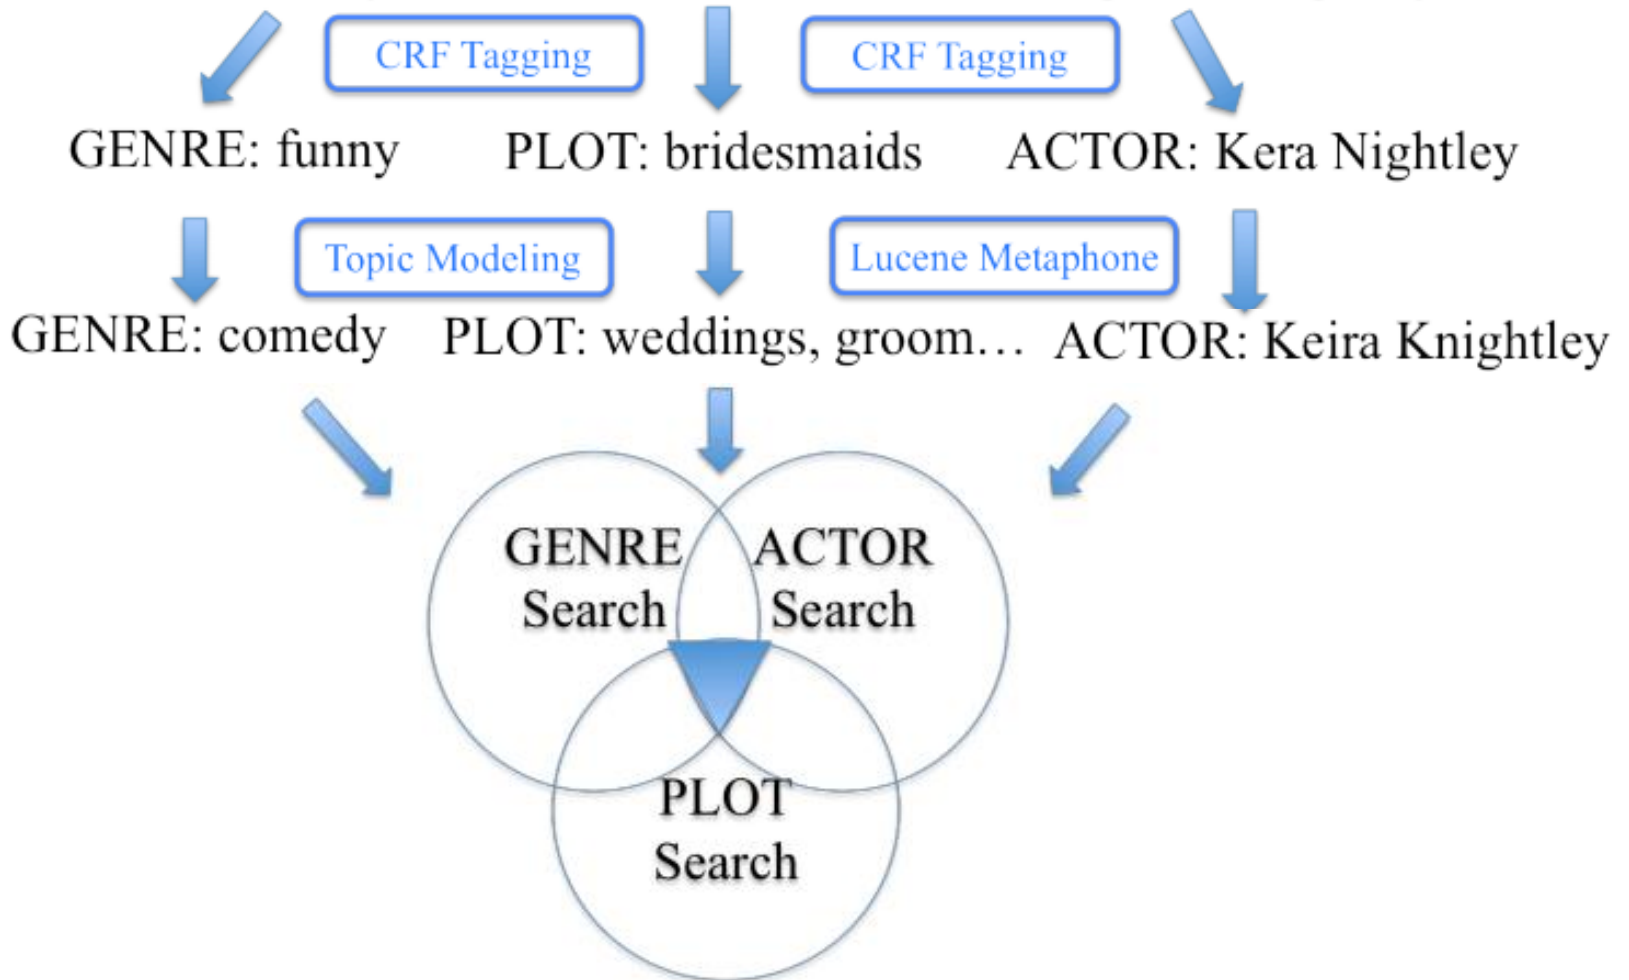 CRF Tagging
CRF Tagging
GENRE: funny
PLOT: bridesmaids
ACTOR: Kera Nightley
Topic Modeling
Lucene Metaphone
GENRE: comedy
PLOT: weddings, groom…
ACTOR: Keira Knightley
GENRE
Search
ACTOR
Search
PLOT
Search